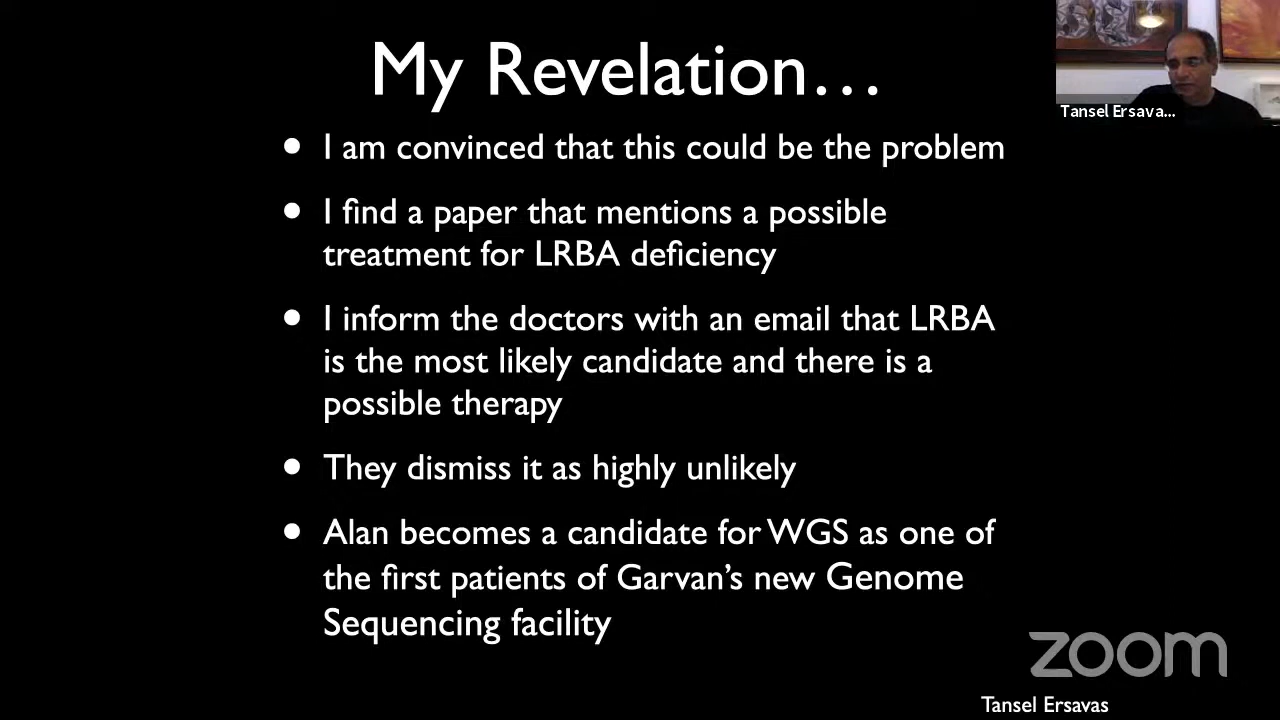 My Revelation...
Tansel Ersava...
• I am convinced that this could be the problem
• I find a paper that mentions a possible
treatment for LRBA deficiency
• I inform the doctors with an email that LRBA
is the most likely candidate and there is a
possible therapy
• They dismiss it as highly unlikely
• Alan becomes a candidate for WGS as one of
the first patients of Garvan's new Genome
Sequencing facility
zoom
Tansel Ersavas